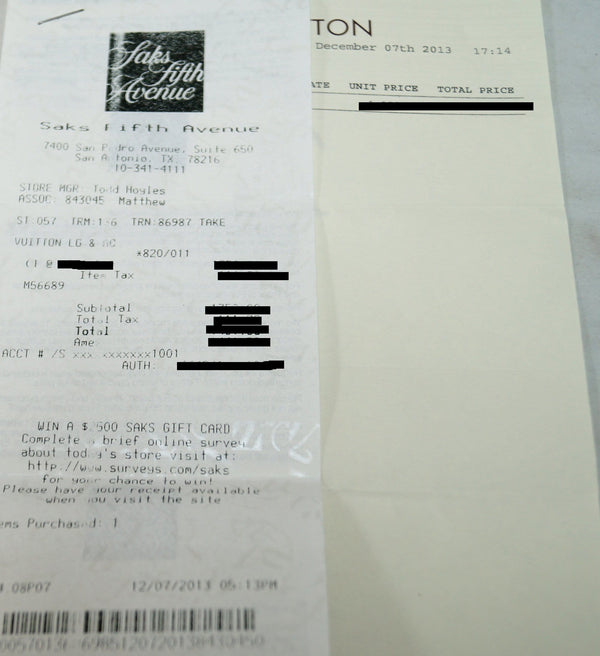 Saks
fifth
Avenue
Saks Fifth Avenue
7400 San Pedro Avenue, Suite 650
San Antonio, TX, 78216
10-341-4111
STORE MGR: Todd Hoyles
ASSOC: 843045 Matthew
ST:057 TRM:1-6 TRN:86987 TAKE
VUITTON LG &
*820/011
(1 @
Item Tax
M56689
Subtotal
Total Tax
Total
Ame
ACCT # /S xxx xxxxxxx1001
AUTH:
WIN A $ 500 SAKS GIFT CARD
Complete a brief online survey
about today's store visit at:
http://www.surveys.com/saks
for your chance to win!
Please have your receipt available
when you visit the site
ems Purchased: 1
08P07 12/07/2013 05:13PM
TON
December 07th 2013 17:14
ATE UNIT PRICE TOTAL PRICE